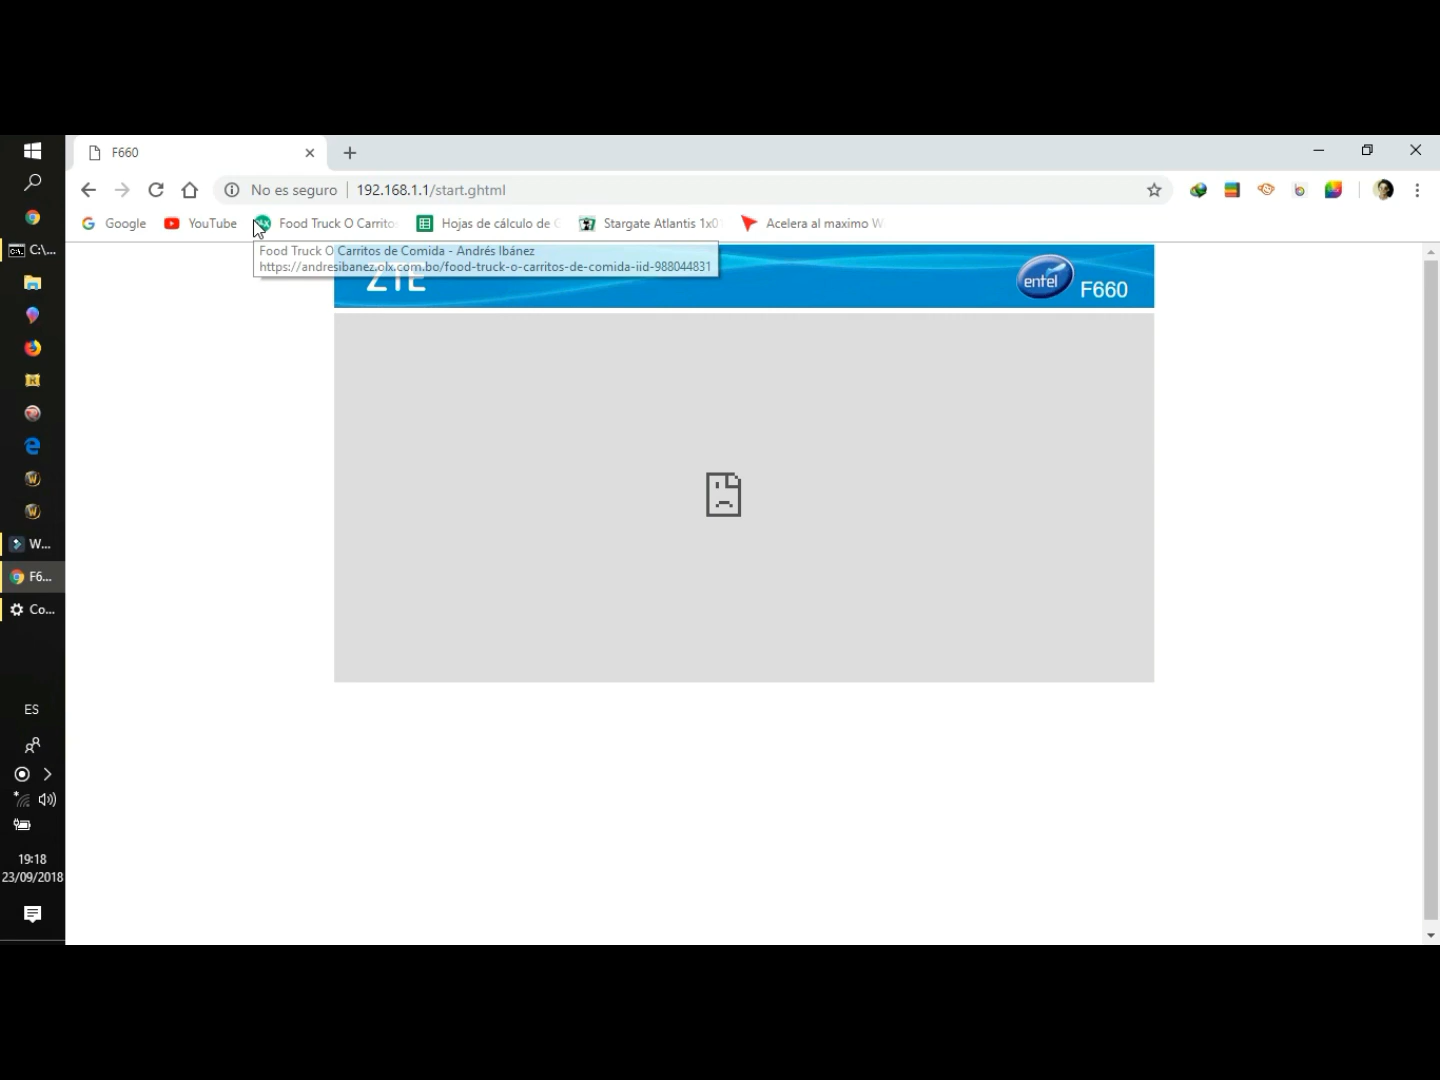 F660
No es seguro
192.168.1.1/start.ghtml
Google
YouTube
Food Truck O Carrito
Hojas de cálculo de
Stargate Atlantis 1x0
Acelera al maximo W
C:\...
Food Truck O Carritos de Comida - Andrés Ibánez
https://andresibanez.olx.com.bo/food-truck-o-carritos-de-comida-iid-988044831
ZTE
entel
F660
W...
F6...
Co...
ES
19:18
23/09/2018